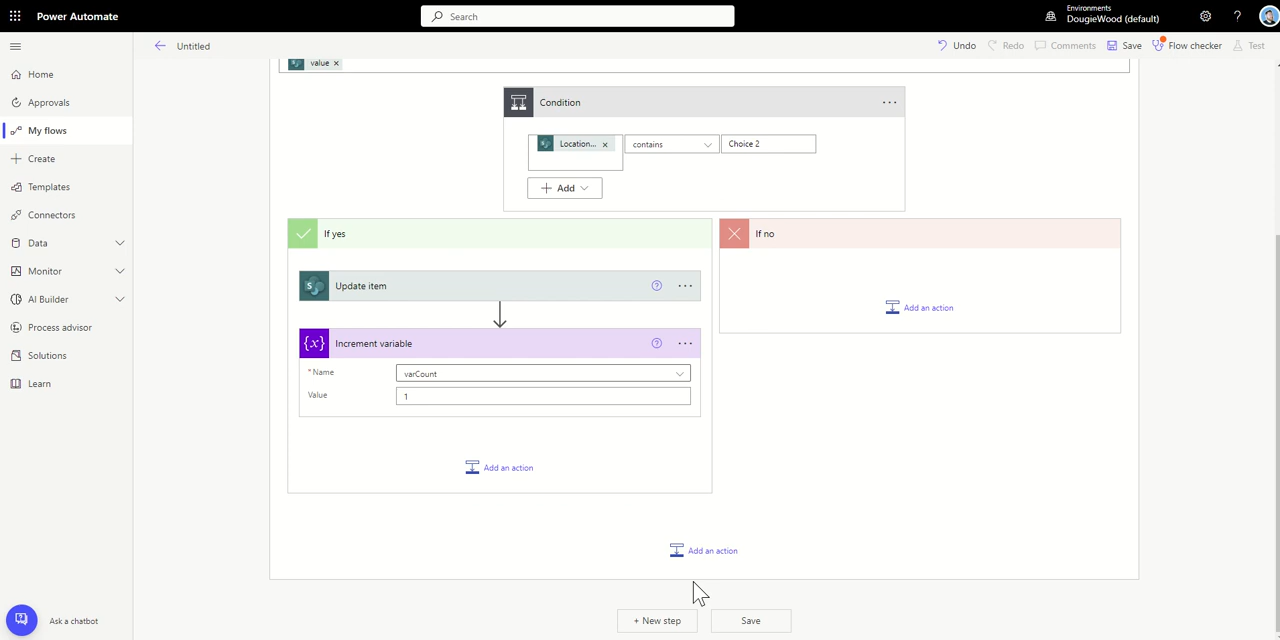 Power Automate
Search
Environments
DougieWood (default)
?
Untitled
Undo
Redo
Comments
Save
Flow checker
Test
Home
Approvals
My flows
Create
Templates
Connectors
Data
Monitor
AI Builder
Process advisor
Solutions
Learn
Ask a chatbot
value ×
Condition
Location... ×
contains
Choice 2
+ Add
If yes
If no
S
Update item
?
Add an action
{x}
Increment variable
?
* Name
varCount
Value
1
Add an action
Add an action
+ New step
Save